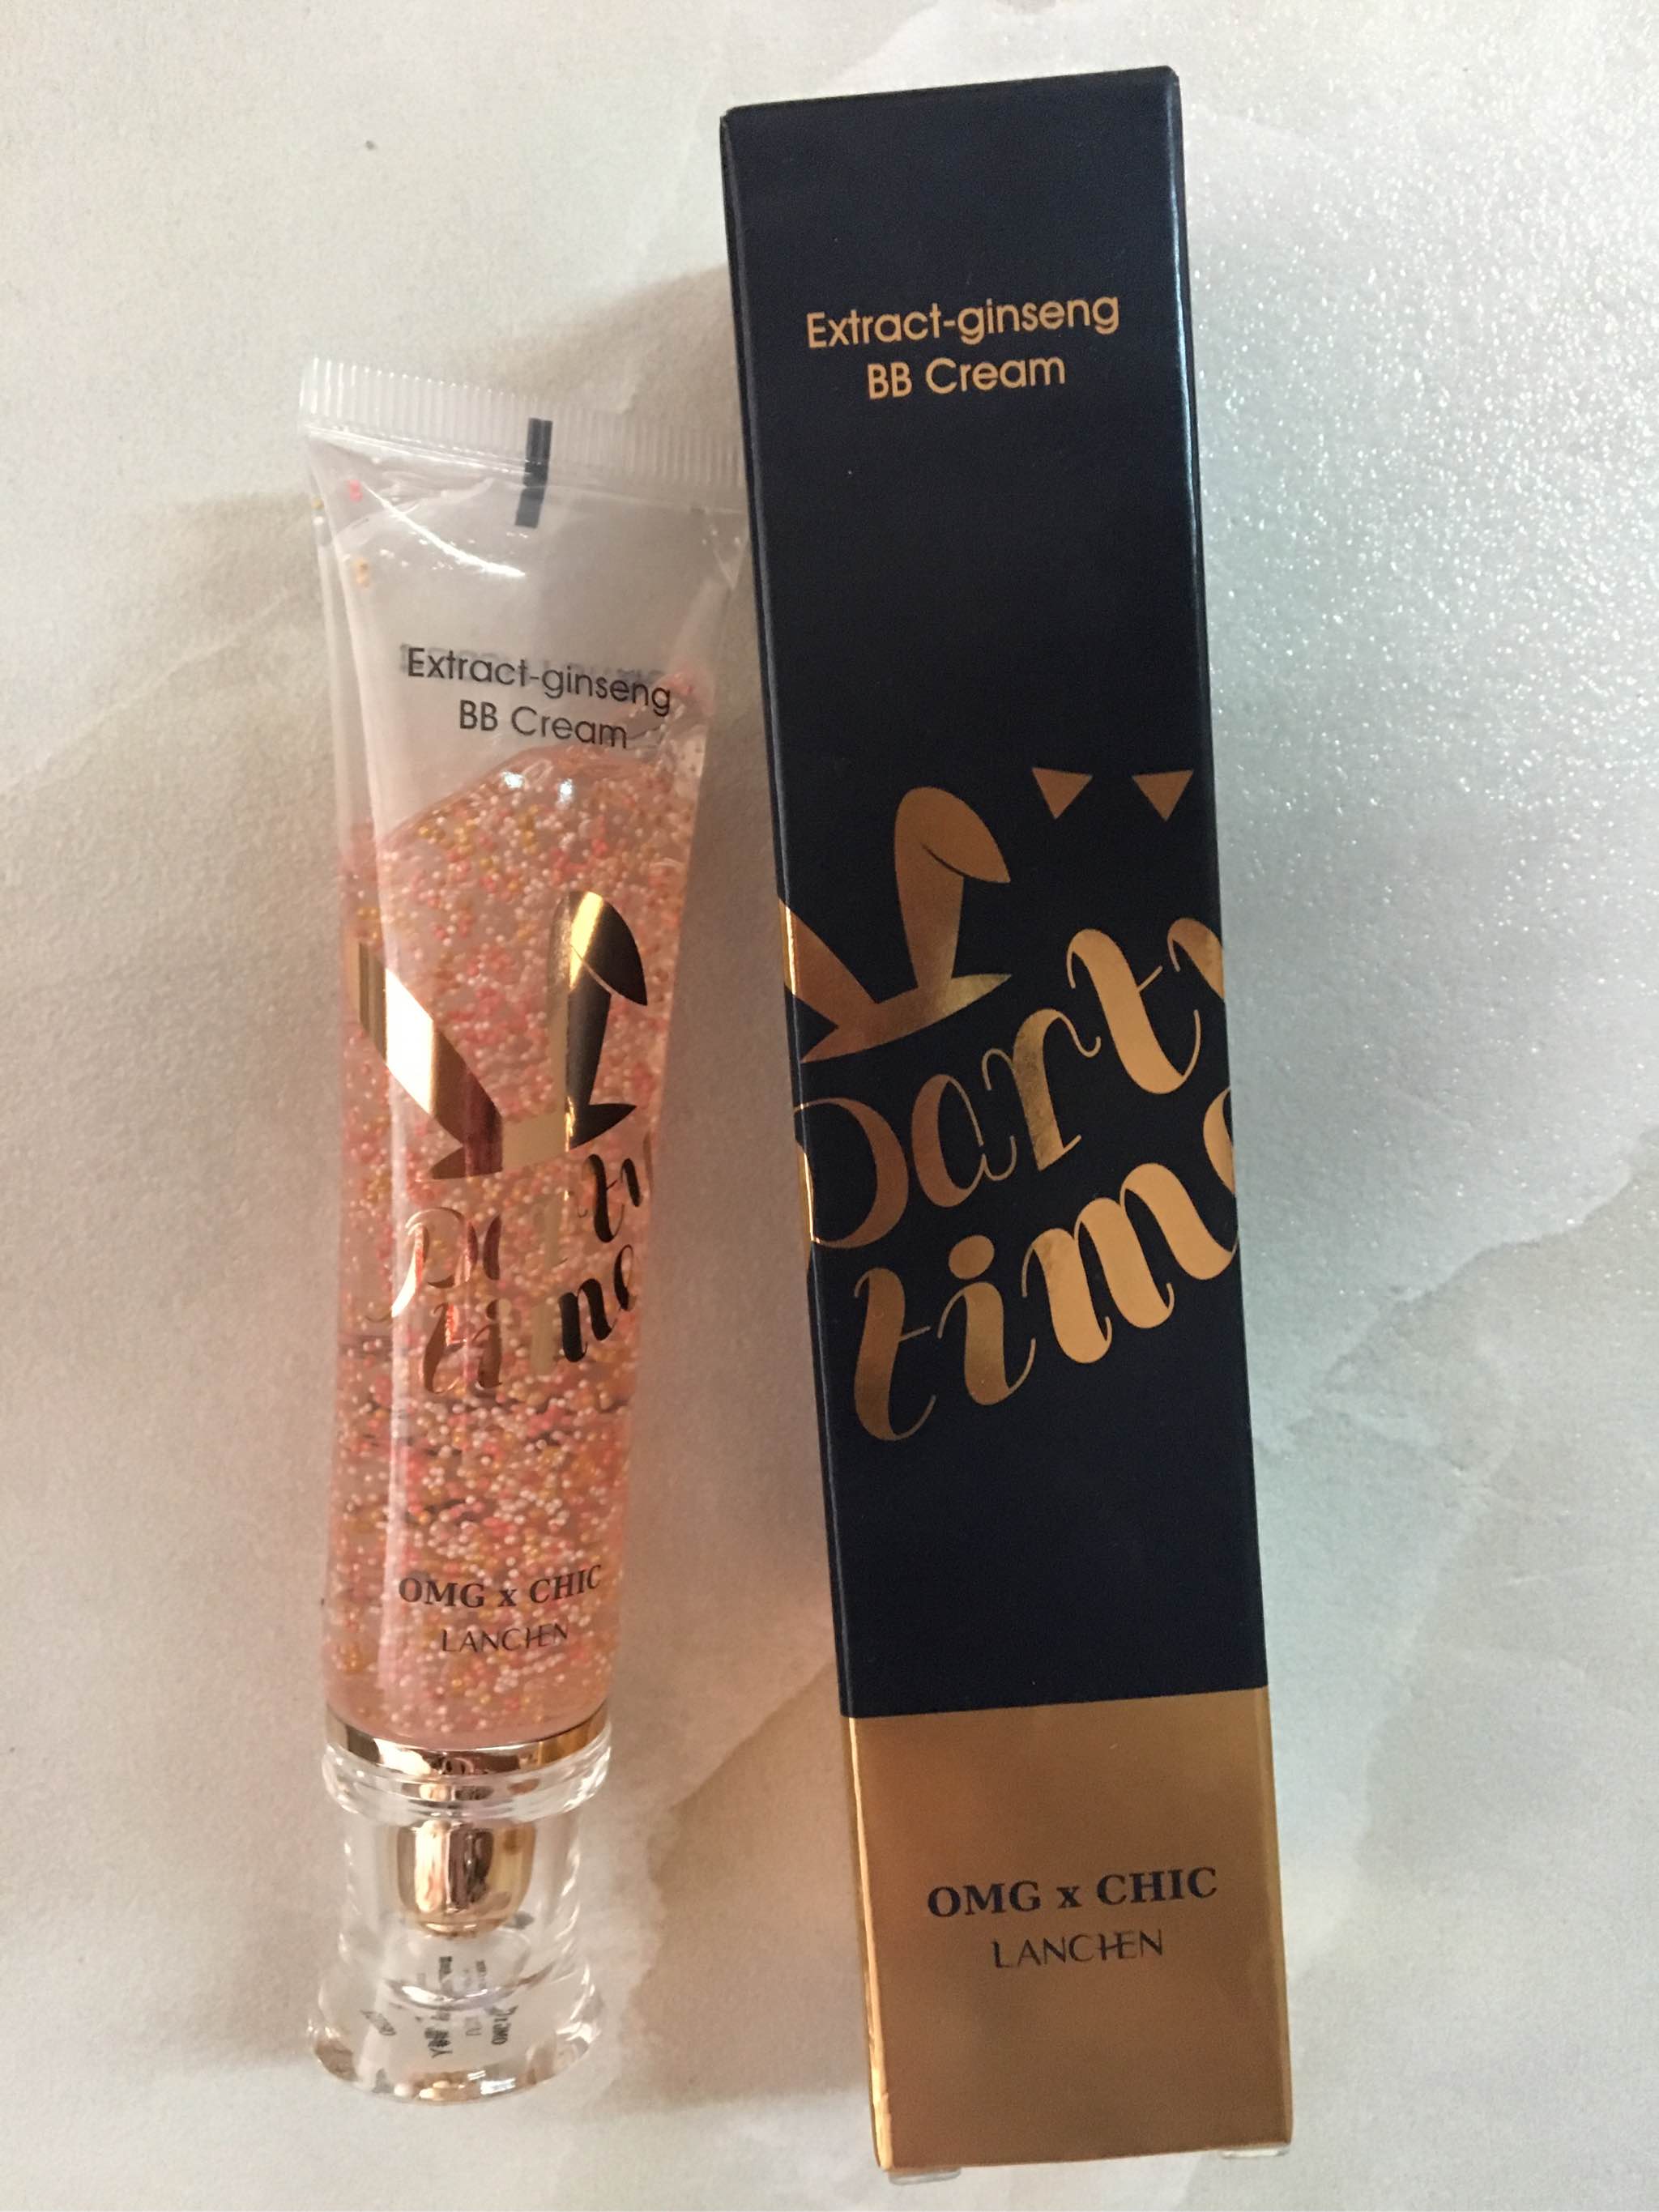 Extract-ginseng
BB Cream
OMG x CHIC
LANCHEN
Extract-ginseng
BB Cream
Party
time
OMG x CHIC
LANCHEN